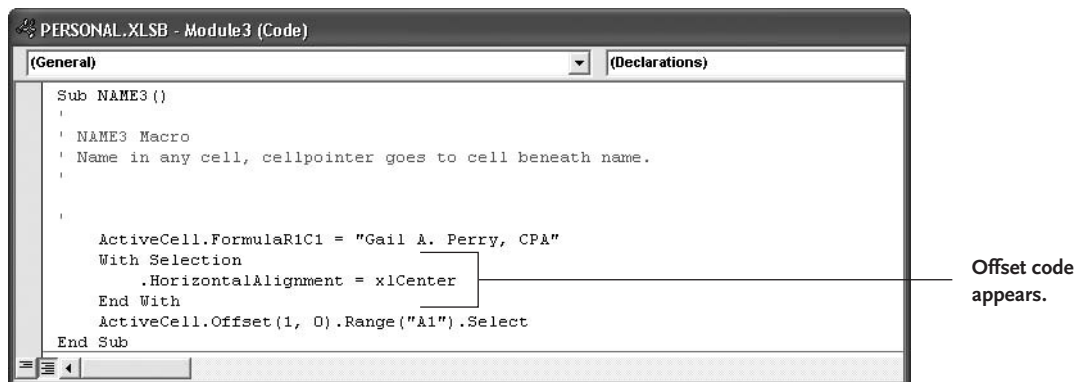 PERSONAL.XLSB - Module3 (Code)
(General) (Declarations)
Sub NAME3()
'
' NAME3 Macro
' Name in any cell, cellpointer goes to cell beneath name.
'
'
ActiveCell.FormulaR1C1 = "Gail A. Perry, CPA"
With Selection
.HorizontalAlignment = xlCenter
End With
ActiveCell.Offset(1, 0).Range("A1").Select
End Sub
Offset code
appears.